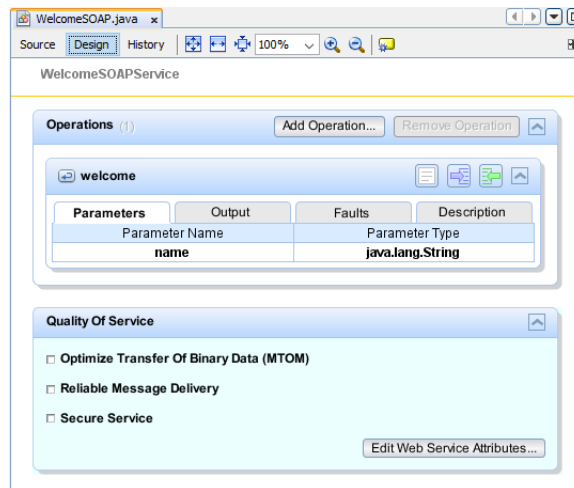 WelcomeSOAP.java x
Source Design History 100%
WelcomeSOAPService
Operations (1) Add Operation... Remove Operation
welcome
Parameters Output Faults Description
Parameter Name Parameter Type
name java.lang.String
Quality Of Service
Optimize Transfer Of Binary Data (MTOM)
Reliable Message Delivery
Secure Service
Edit Web Service Attributes...